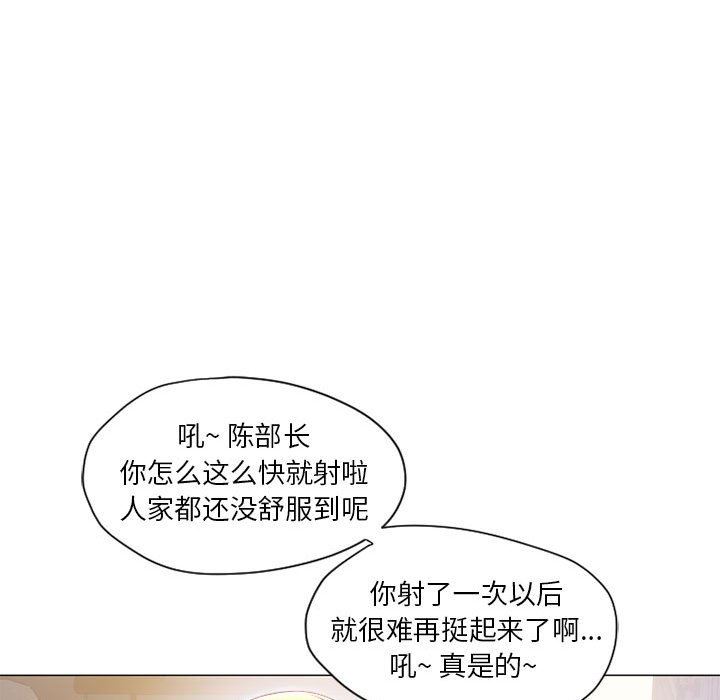 吼~ 陈部长
你怎么这么快就射啦
人家都还没舒服到呢
你射了一次以后
就很难再挺起来了啊...
吼~ 真是的~